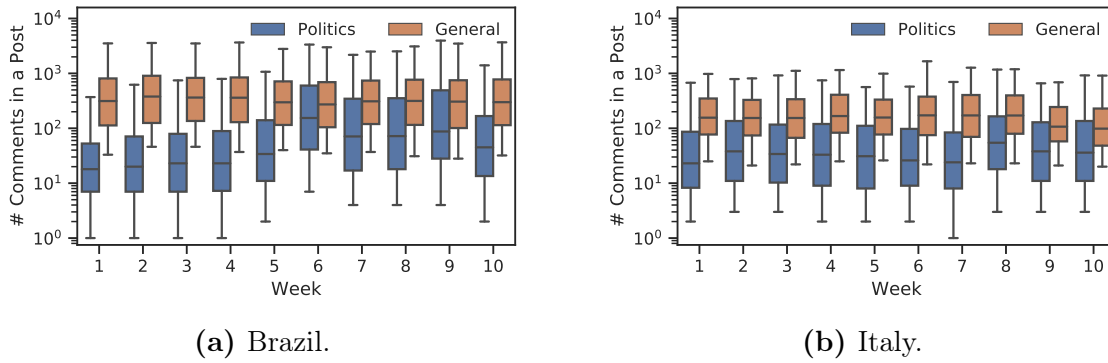 Politics General
# Comments in a Post
10⁴
10³
10²
10¹
10⁰
1 2 3 4 5 6 7 8 9 10
Week
(a) Brazil.
Politics General
# Comments in a Post
10⁴
10³
10²
10¹
10⁰
1 2 3 4 5 6 7 8 9 10
Week
(b) Italy.